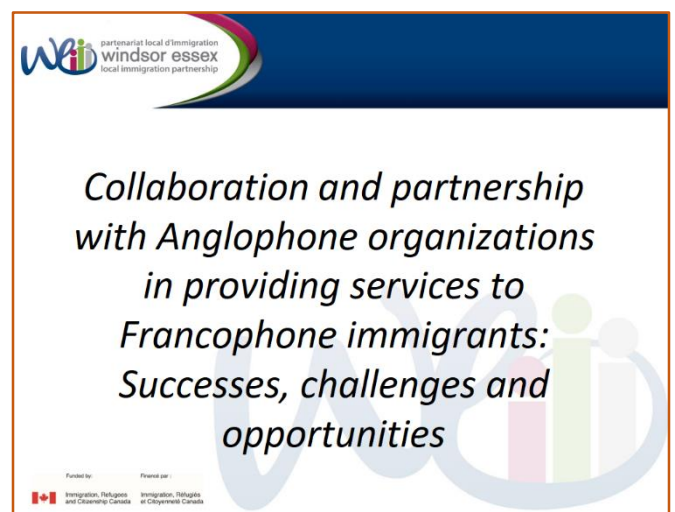 partenariat local d'immigration
windsor essex
local immigration partnership
Collaboration and partnership
with Anglophone organizations
in providing services to
Francophone immigrants:
Successes, challenges and
opportunities
Funded by: Financé par :
Immigration, Refugees Immigration, Réfugiés
and Citizenship Canada et Citoyenneté Canada